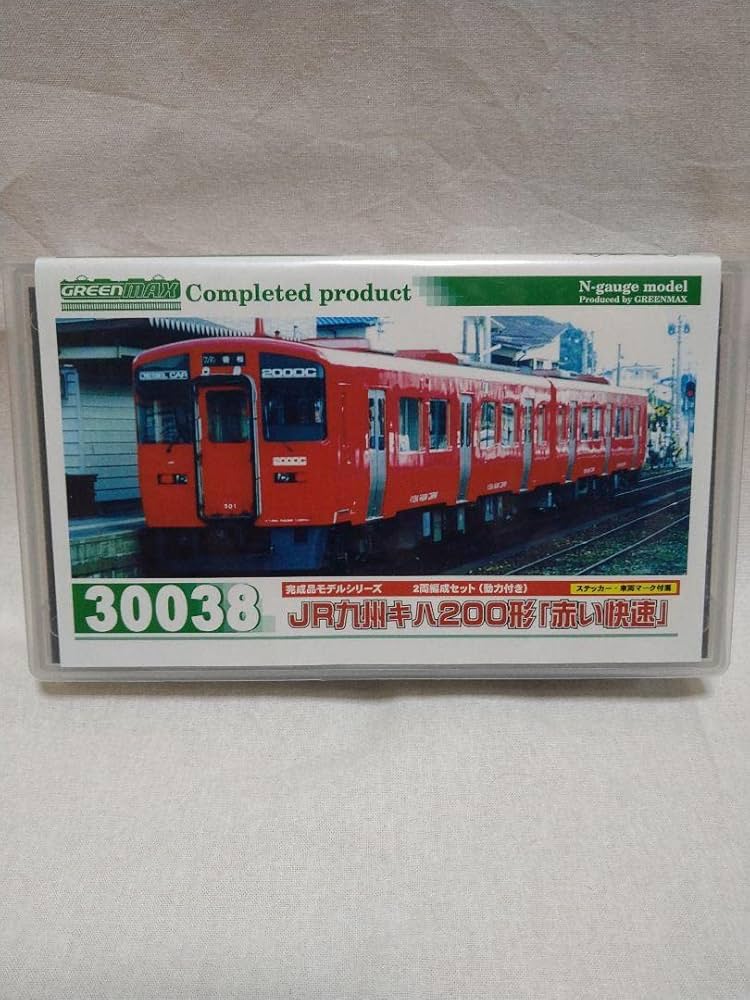 GREENMAX Completed product
N-gauge model
Produced by GREENMAX
DIESEL CAR
200DC
501
30038
完成品モデルシリーズ 2両編成セット(動力付き)
ステッカー・車両マーク付属
JR九州キハ200形「赤い快速」